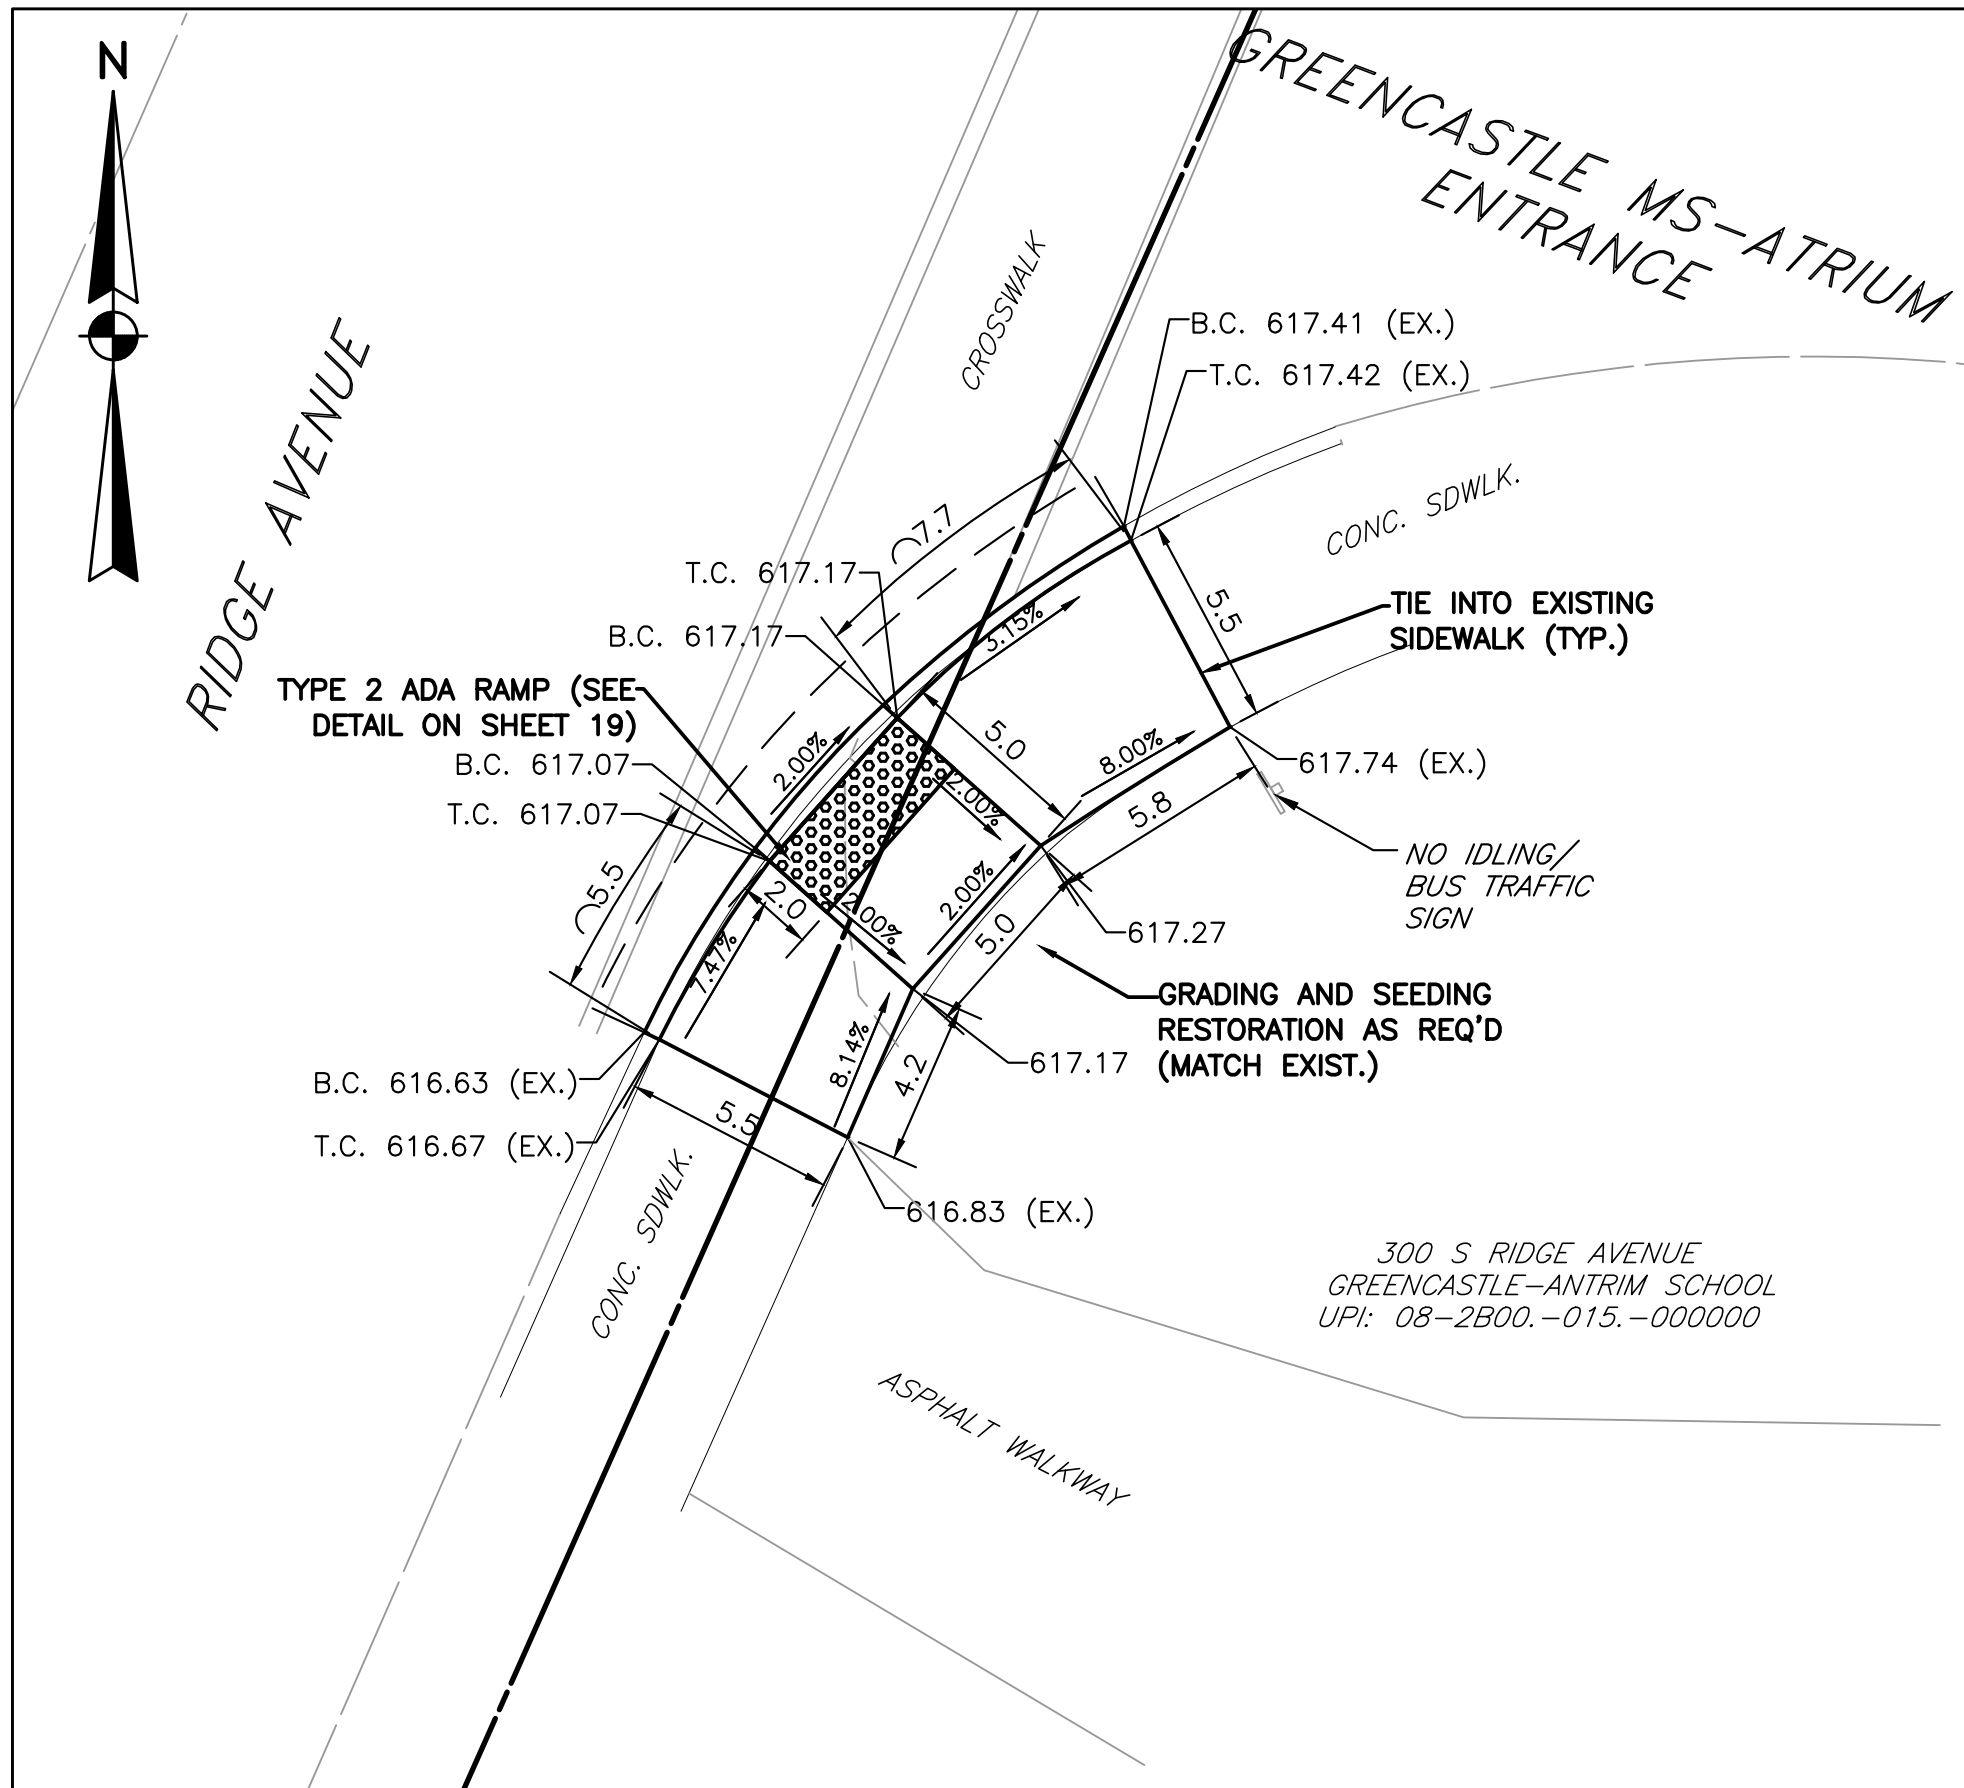 N
GREENCASTLE MS-ATRIUM
ENTRANCE
RIDGE AVENUE
CROSSWALK
B.C. 617.41 (EX.)
T.C. 617.42 (EX.)
CONC. SDWLK.
7.7
T.C. 617.17
B.C. 617.17
3.15%
5.5
TIE INTO EXISTING
SIDEWALK (TYP.)
TYPE 2 ADA RAMP (SEE
DETAIL ON SHEET 19)
B.C. 617.07
T.C. 617.07
2.00%
5.0
2.00%
8.00%
617.74 (EX.)
5.8
NO IDLING/
BUS TRAFFIC
SIGN
5.5
2.0
2.00%
2.00%
5.0
617.27
7.47%
GRADING AND SEEDING
RESTORATION AS REQ'D
(MATCH EXIST.)
8.14%
4.2
617.17
B.C. 616.63 (EX.)
T.C. 616.67 (EX.)
5.5
616.83 (EX.)
CONC. SDWLK.
300 S RIDGE AVENUE
GREENCASTLE-ANTRIM SCHOOL
UPI: 08-2B00.-015.-000000
ASPHALT WALKWAY